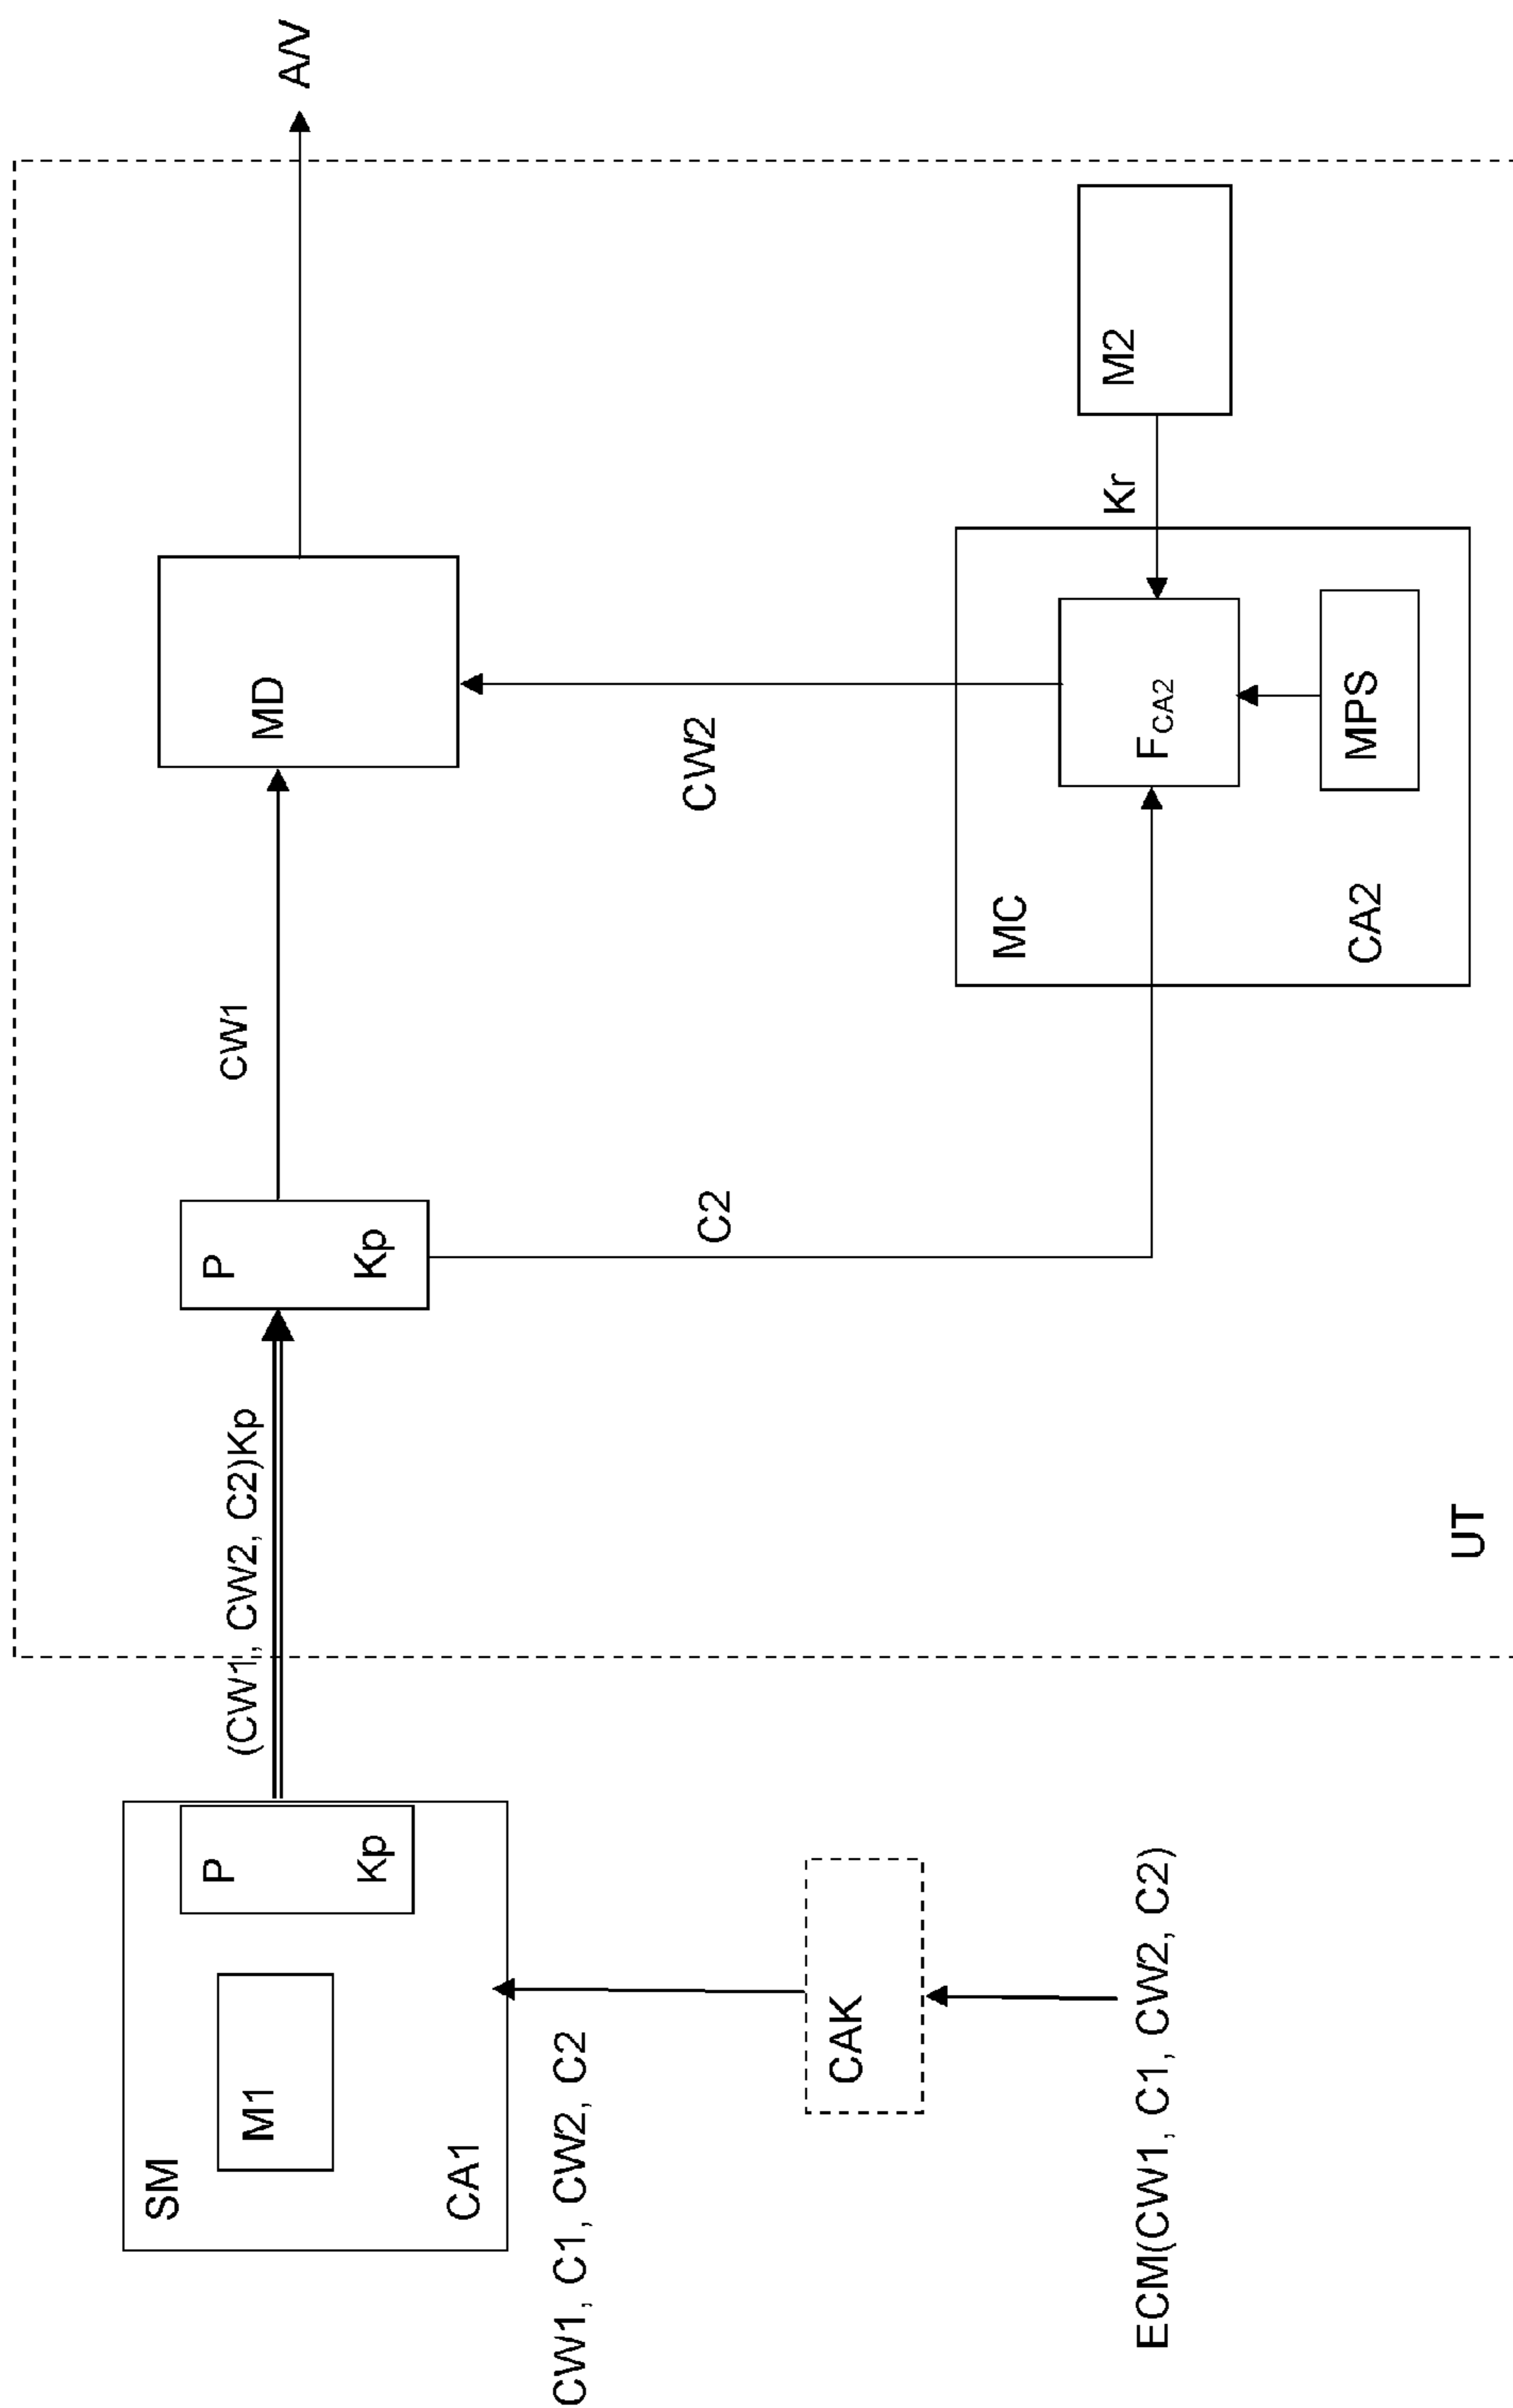 SM
M1
P
Kp
CA1
CW1, C1, CW2, C2
CAK
ECM(CW1, C1, CW2, C2)
(CW1, CW2, C2)Kp
P
Kp
CW1
MD
A/V
C2
CW2
MC
F_CA2
Kr
M2
MPS
CA2
UT